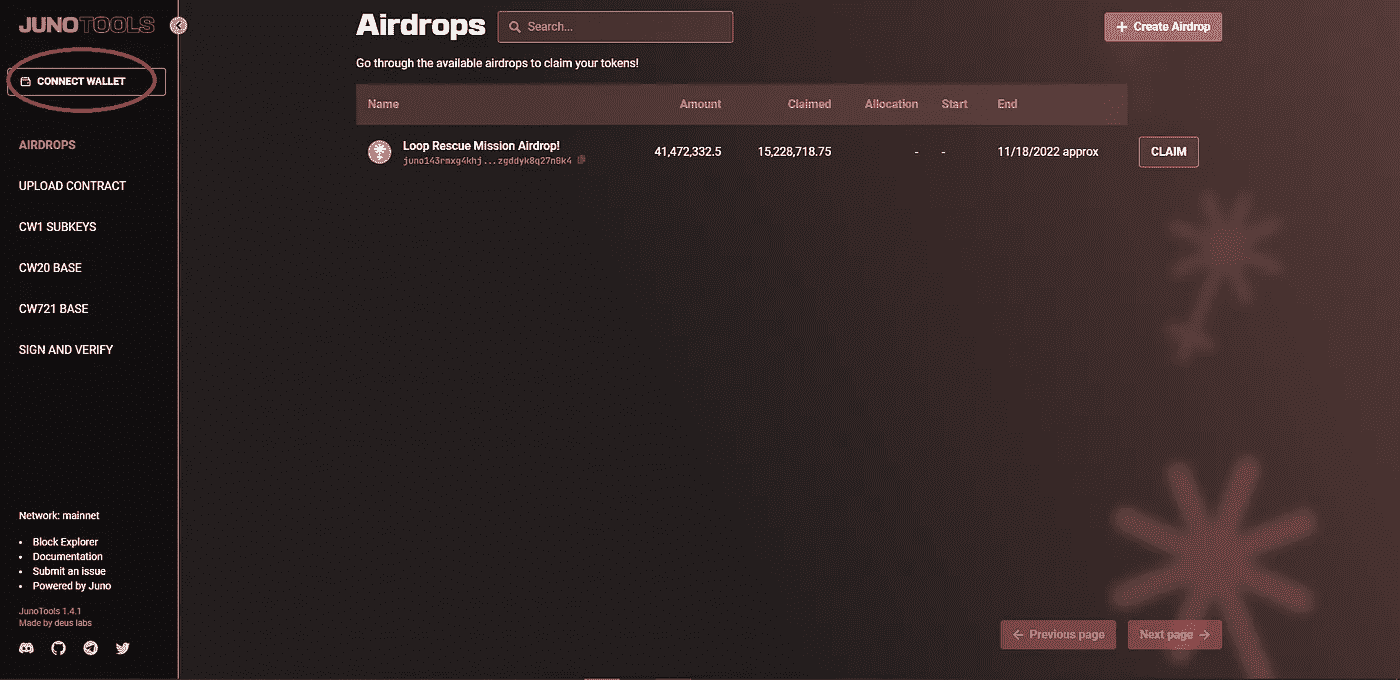 JUNOTOOLS
CONNECT WALLET
AIRDROPS
UPLOAD CONTRACT
CW1 SUBKEYS
CW20 BASE
CW721 BASE
SIGN AND VERIFY
Network: mainnet
Block Explorer
Documentation
Submit an issue
Powered by Juno
JunoTools 1.4.1
Made by deus labs
Airdrops
Search...
+ Create Airdrop
Go through the available airdrops to claim your tokens!
Name Amount Claimed Allocation Start End
Loop Rescue Mission Airdrop! 41,472,332.5 15,228,718.75 - - 11/18/2022 approx CLAIM
juno143rmxg4khj...zgddyk8q27n0k4
← Previous page
Next page →